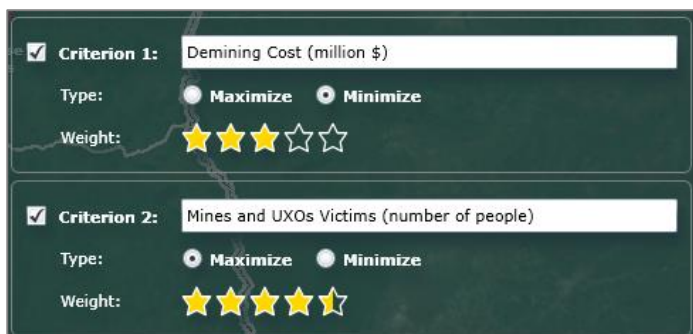 Criterion 1: Demining Cost (million $)
Type: Maximize Minimize
Weight:
Criterion 2: Mines and UXOs Victims (number of people)
Type: Maximize Minimize
Weight: